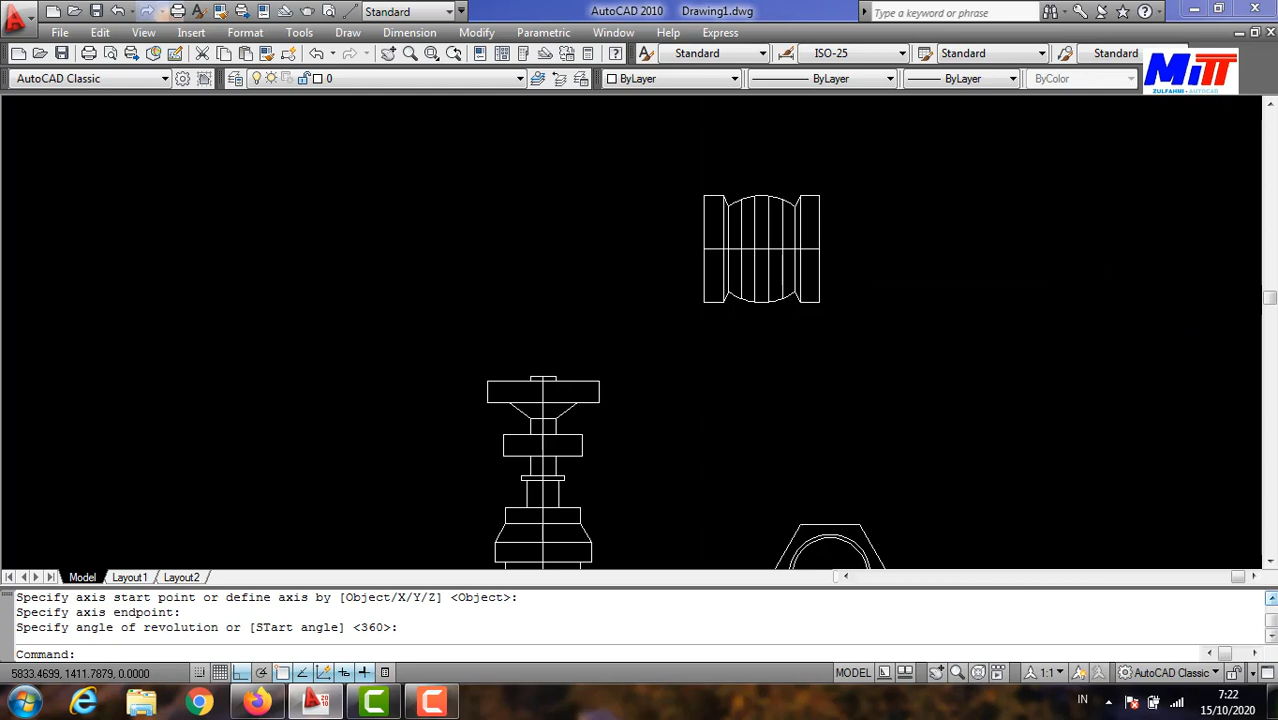 AutoCAD 2010 Drawing1.dwg
Standard
Type a keyword or phrase
File Edit View Insert Format Tools Draw Dimension Modify Parametric Window Help Express
Standard ISO-25 Standard Standard
AutoCAD Classic 0 ByLayer ByLayer ByLayer ByColor
MiTT
ZULFAHMI - AUTOCAD
Model Layout1 Layout2
Specify axis start point or define axis by [Object/X/Y/Z] <Object>:
Specify axis endpoint:
Specify angle of revolution or [STart angle] <360>:
Command:
5833.4699, 1411.7879, 0.0000 MODEL 1:1 AutoCAD Classic
IN 7:22
15/10/2020